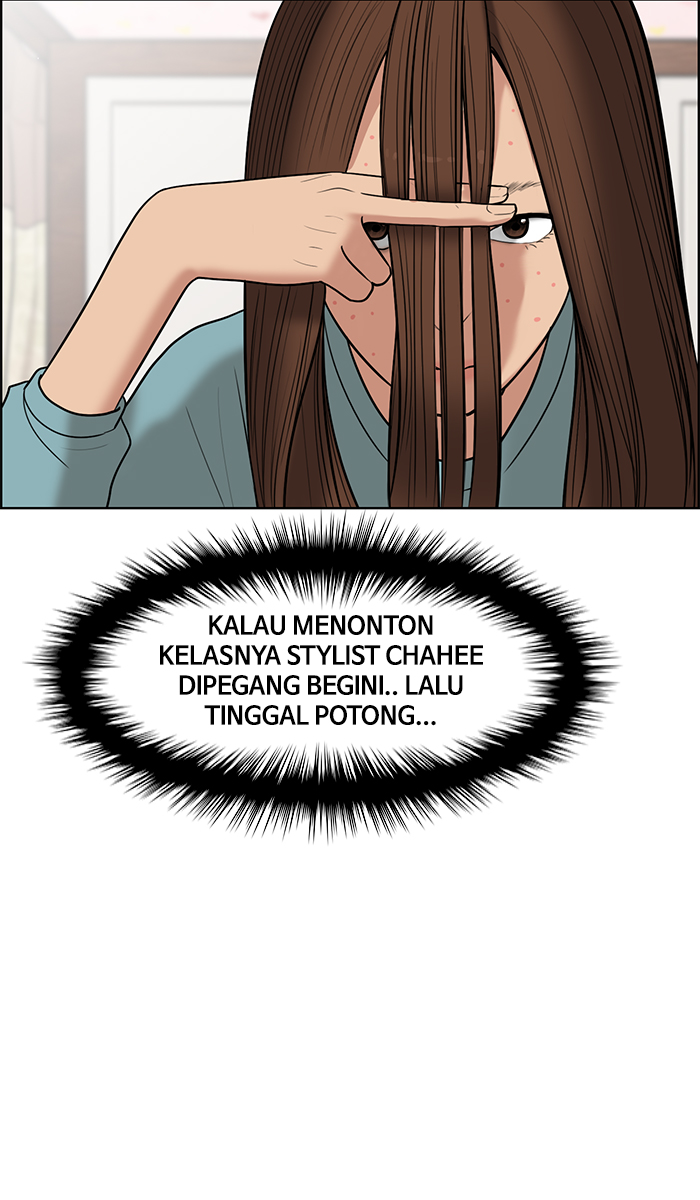 KALAU MENONTON
KELASNYA STYLIST CHAHEE
DIPEGANG BEGINI.. LALU
TINGGAL POTONG...